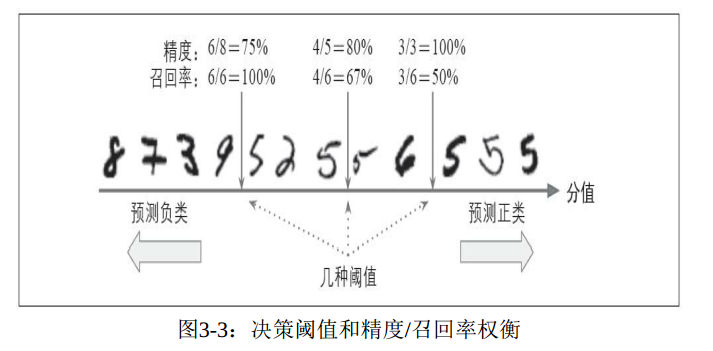 精度：6/8=75% 4/5=80% 3/3=100%
召回率：6/6=100% 4/6=67% 3/6=50%
8 7 3 9 5 2 5 5 6 5 5 5
分值
预测负类 预测正类
几种阈值
图3-3：决策阈值和精度/召回率权衡